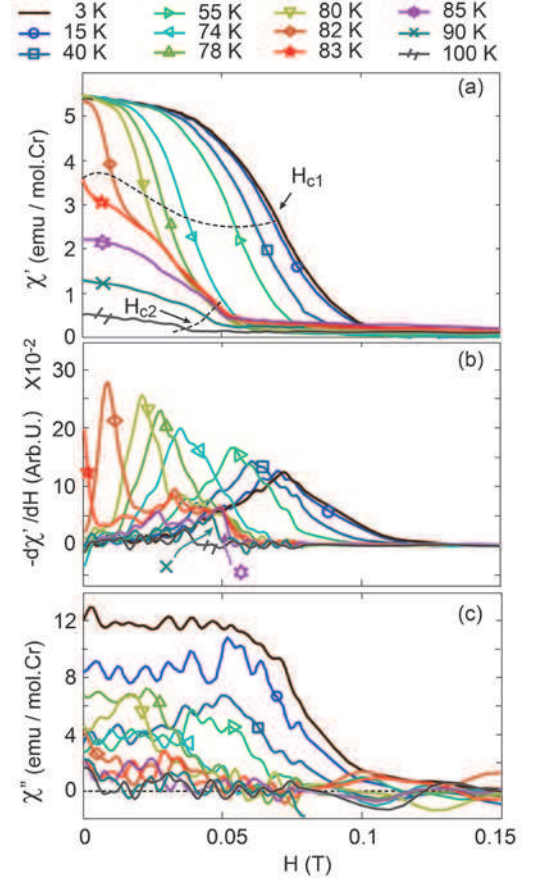 3 K 55 K 80 K 85 K
15 K 74 K 82 K 90 K
40 K 78 K 83 K 100 K
(a)
5
4
3
2
1
0
χ' (emu / mol.Cr)
H_c1
H_c2
(b)
X10⁻²
30
20
10
0
-dχ'/dH (Arb.U.)
(c)
12
8
4
0
χ" (emu / mol.Cr)
0 0.05 0.1 0.15
H (T)